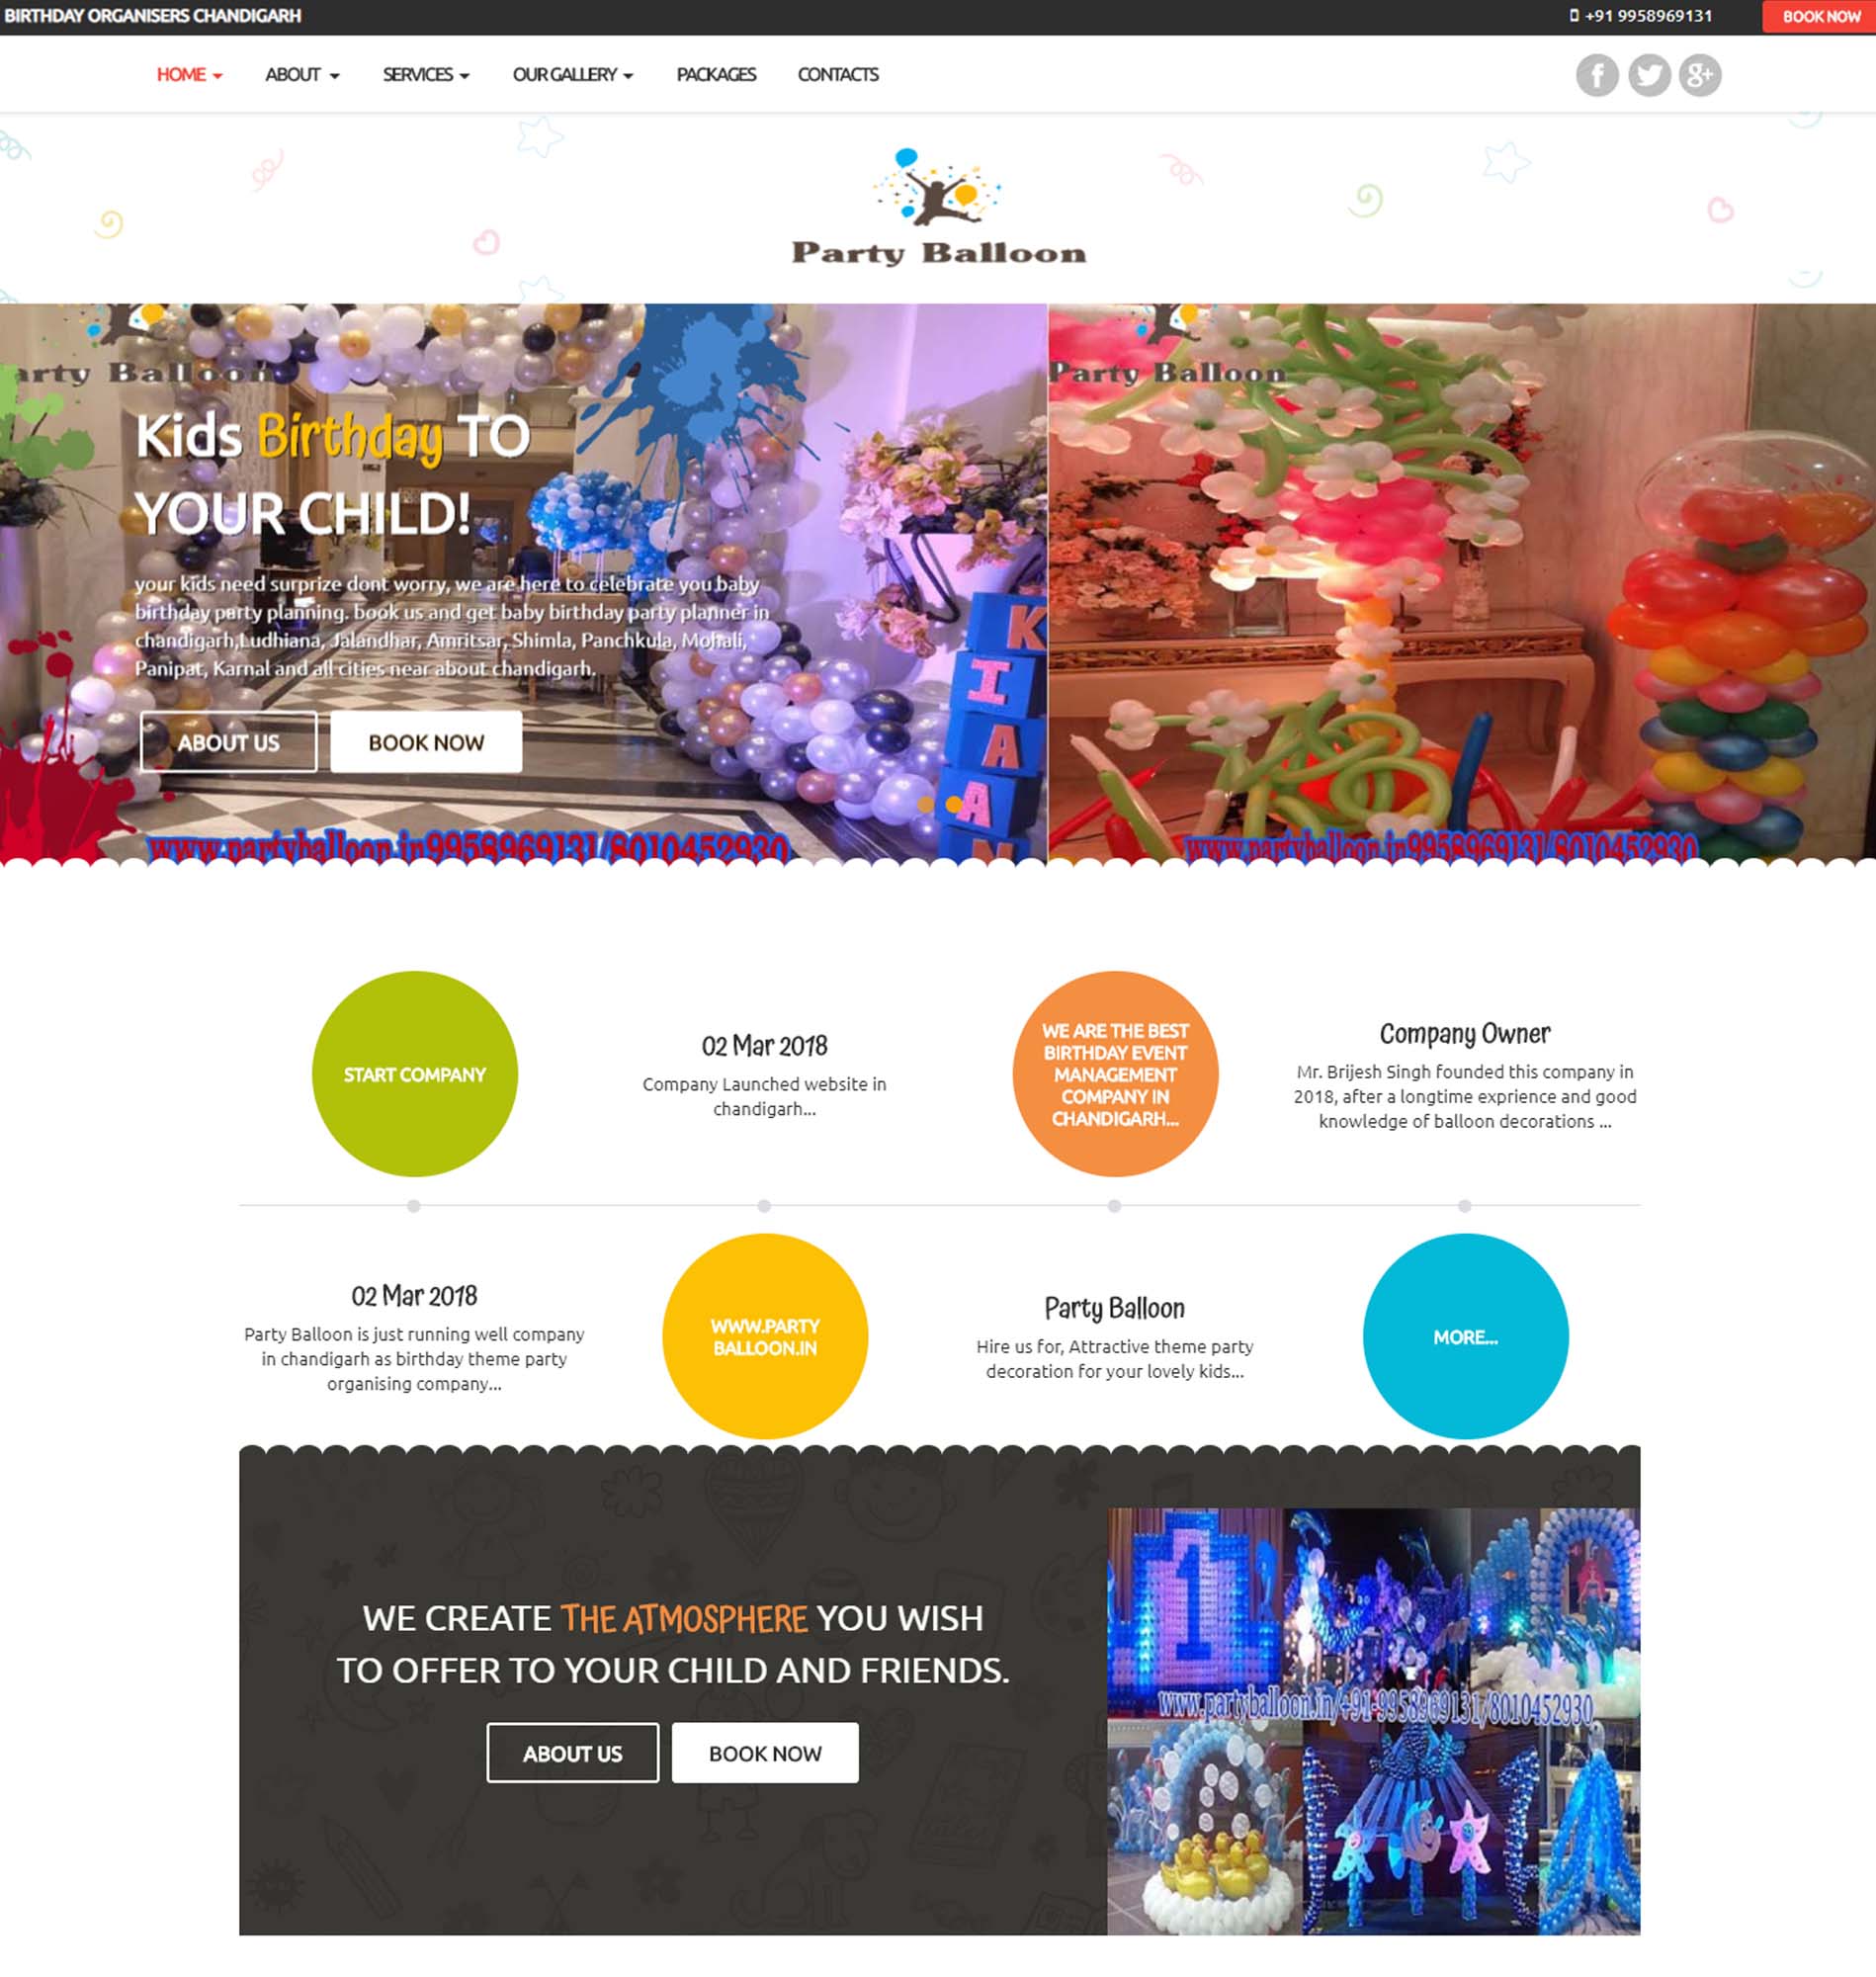 BIRTHDAY ORGANISERS CHANDIGARH
+91 9958969131
BOOK NOW
HOME
ABOUT
SERVICES
OUR GALLERY
PACKAGES
CONTACTS
f
g+
Party Balloon
arty Balloon
Party Balloon
Kids Birthday TO
YOUR CHILD!
your kids need surprize dont worry, we are here to celebrate you baby
birthday party planning. book us and get baby birthday party planner in
chandigarh,Ludhiana, Jalandhar, Amritsar, Shimla, Panchkula, Mohali,
Panipat, Karnal and all cities near about chandigarh.
ABOUT US
BOOK NOW
K
I
A
A
www.partyballoon.in9958969131/8010452930
www.partyballoon.in9958969131/8010452930
START COMPANY
02 Mar 2018
Company Launched website in
chandigarh...
WE ARE THE BEST
BIRTHDAY EVENT
MANAGEMENT
COMPANY IN
CHANDIGARH...
Company Owner
Mr. Brijesh Singh founded this company in
2018, after a longtime exprience and good
knowledge of balloon decorations ...
02 Mar 2018
Party Balloon is just running well company
in chandigarh as birthday theme party
organising company...
WWW.PARTY
BALLOON.IN
Party Balloon
Hire us for, Attractive theme party
decoration for your lovely kids...
MORE...
WE CREATE THE ATMOSPHERE YOU WISH
TO OFFER TO YOUR CHILD AND FRIENDS.
ABOUT US
BOOK NOW
1
www.partyballoon.in/+91-9958969131/8010452930